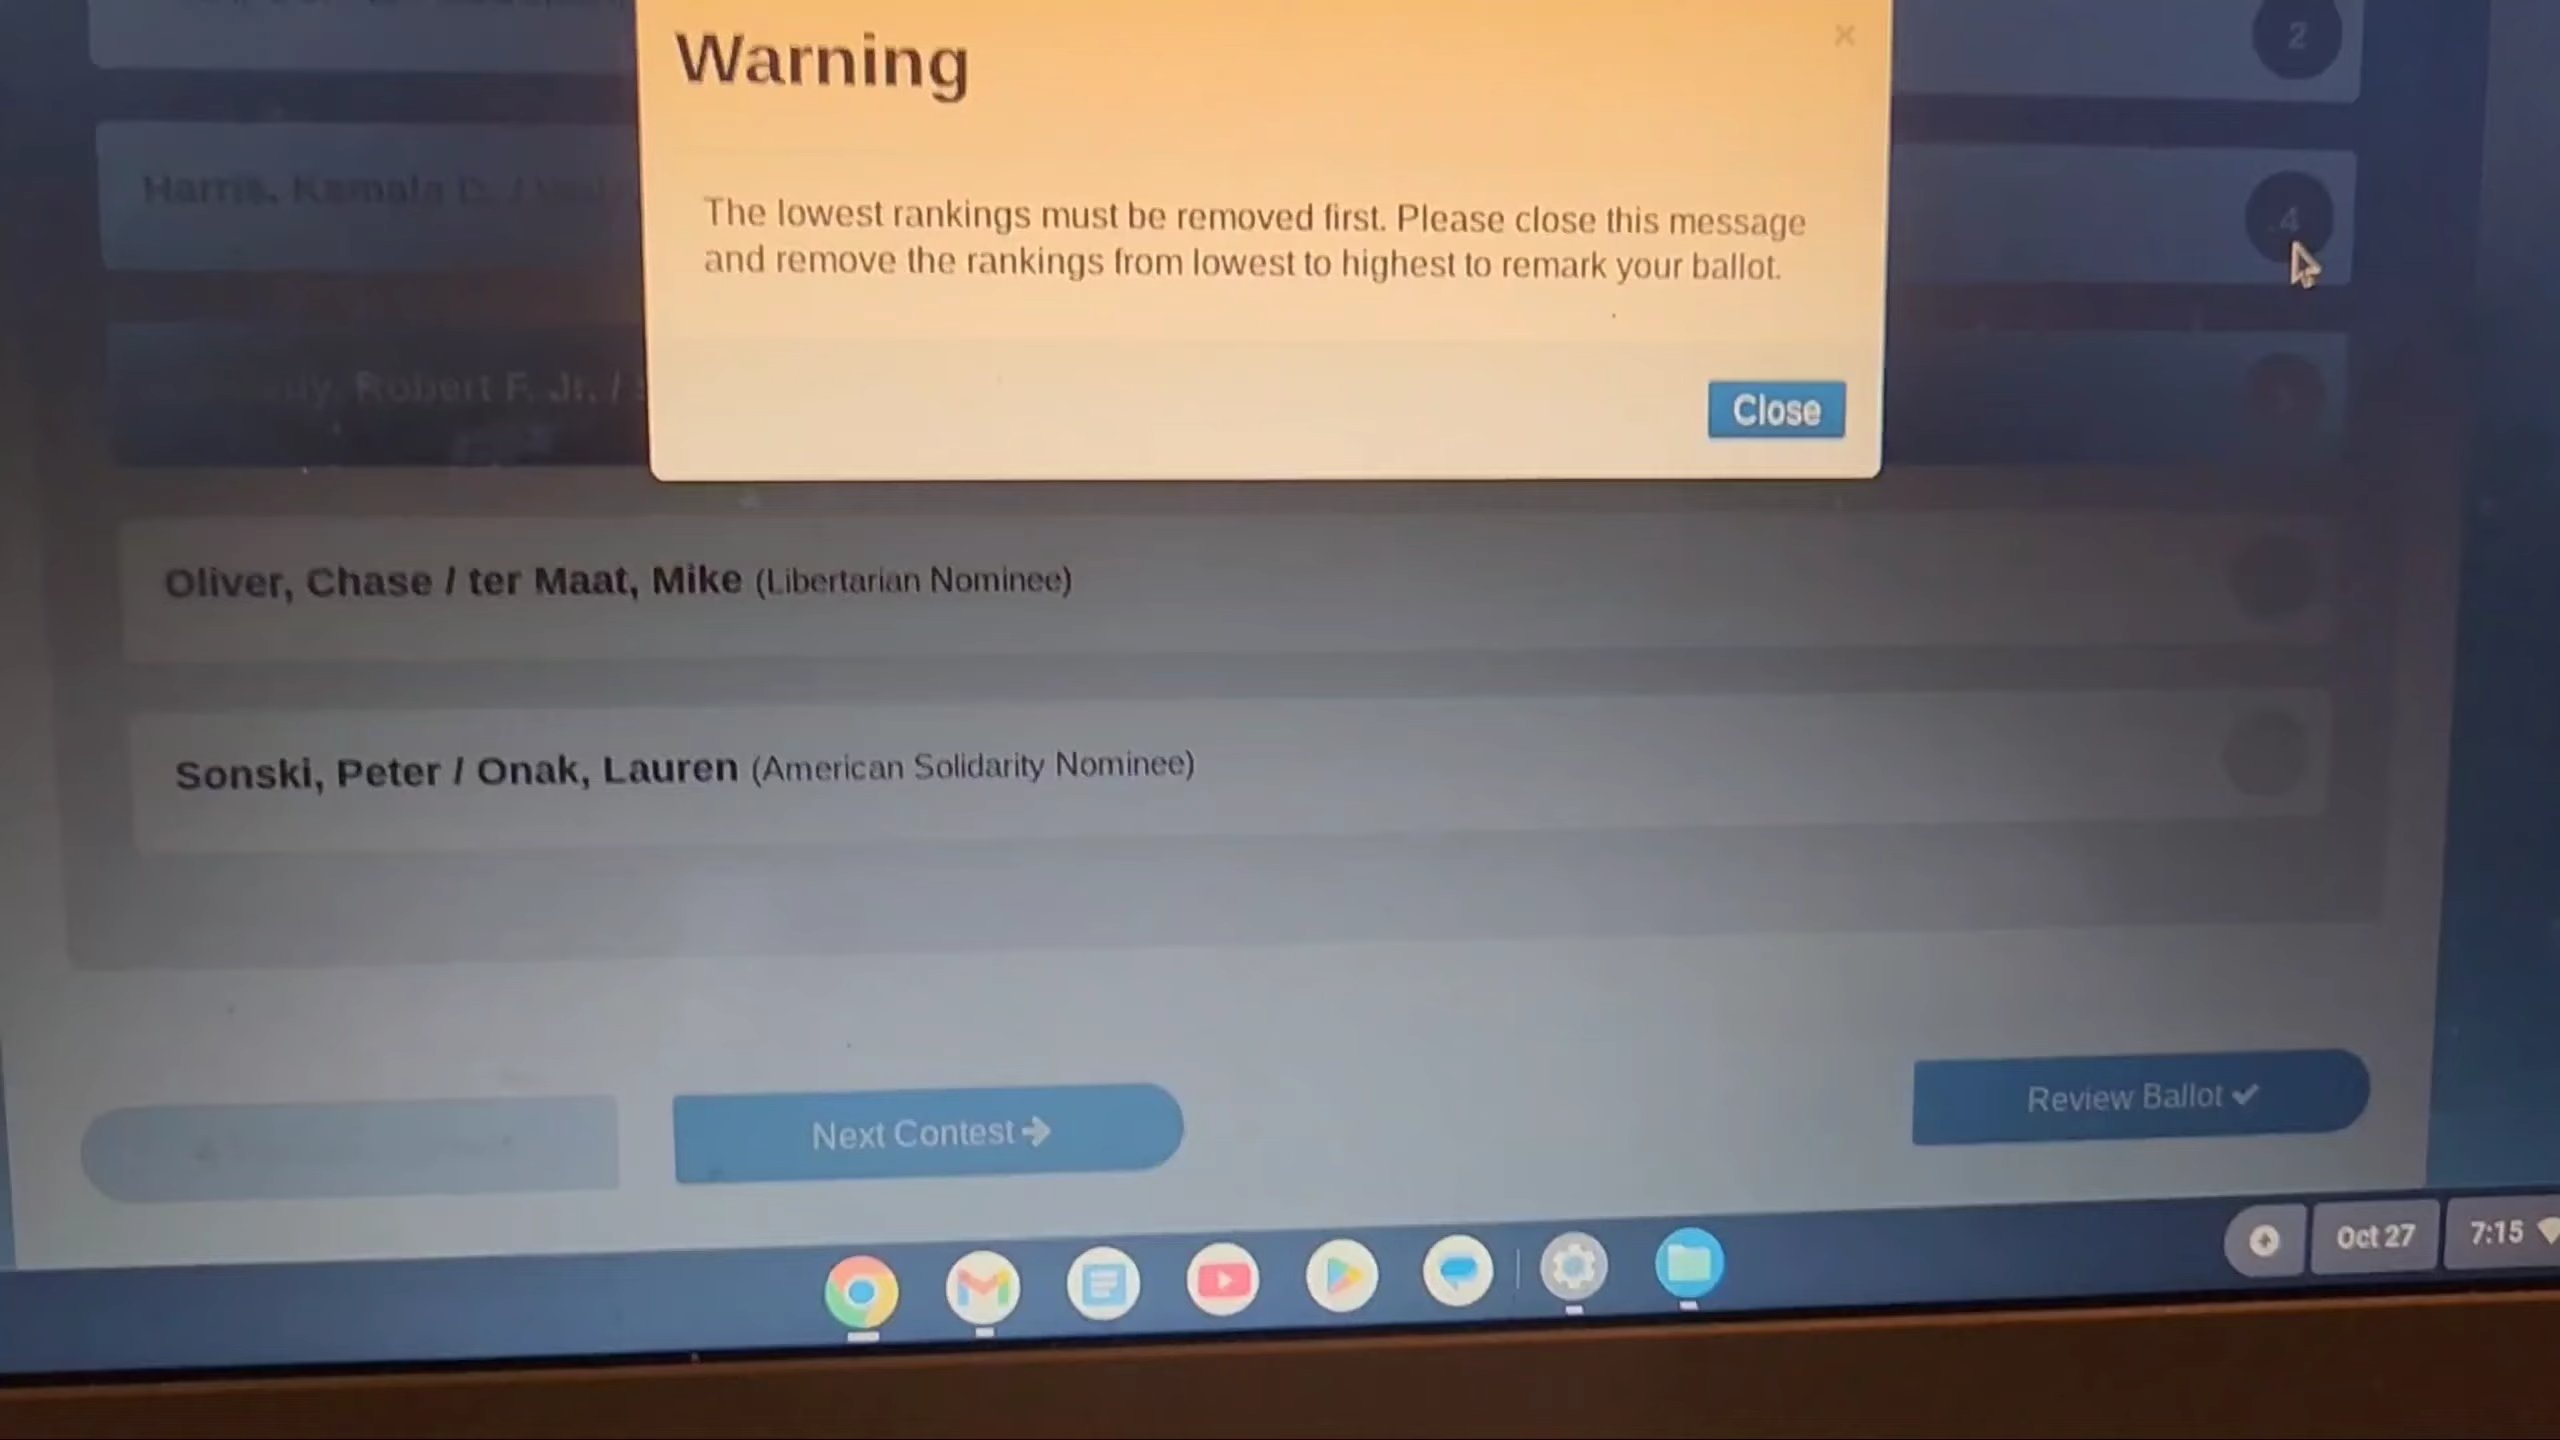 Warning
×
2
Harris, Kamala D. /
4
The lowest rankings must be removed first. Please close this message
and remove the rankings from lowest to highest to remark your ballot.
Robert F. Jr. /
Close
Oliver, Chase / ter Maat, Mike (Libertarian Nominee)
Sonski, Peter / Onak, Lauren (American Solidarity Nominee)
Next Contest
Review Ballot
Oct 27
7:15